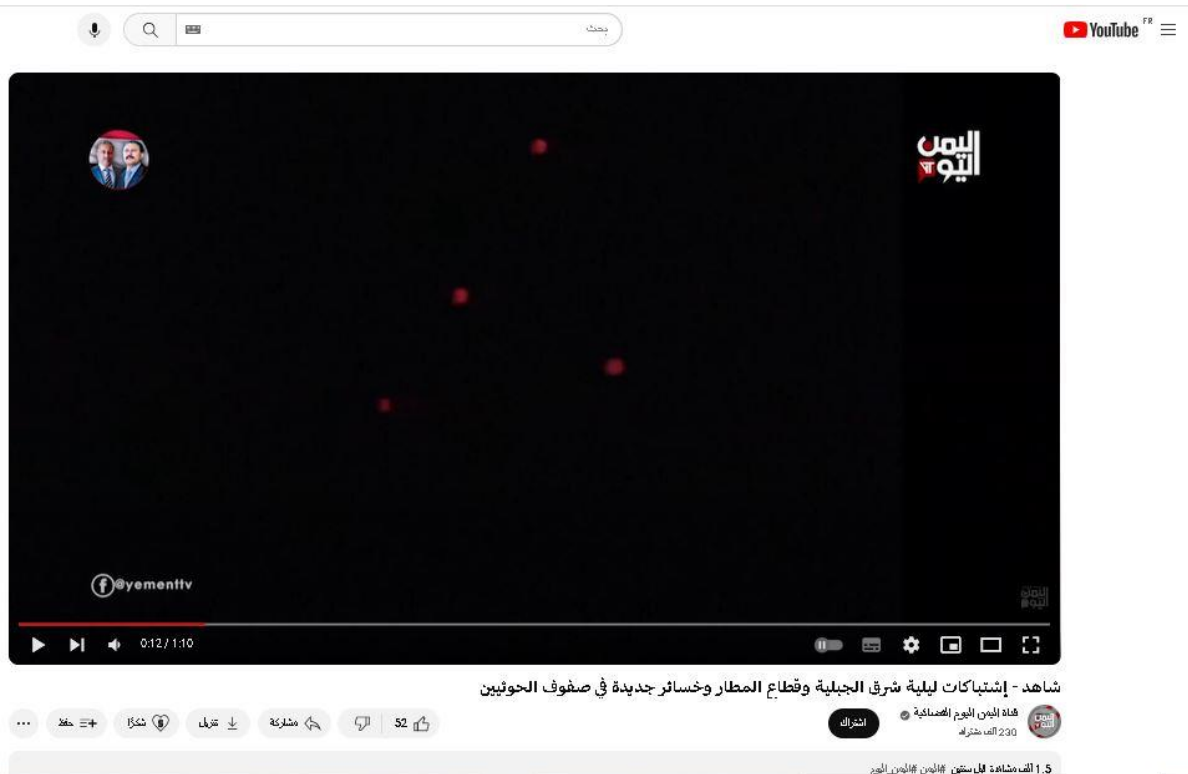 YouTube FR
بحث
اليمن
اليوم
@yementtv
اليمن
اليوم
0:12 / 1:10
شاهد - إشتباكات ليلية شرق الجبلية وقطاع المطار وخسائر جديدة في صفوف الحوثيين
قناة اليمن اليوم الفضائية
230 ألف مشترك
اشتراك
52
مشاركة
تنزيل
شكرًا
حفظ
1.5 ألف مشاهدة قبل سنتين #اليمن #اليمن_اليوم